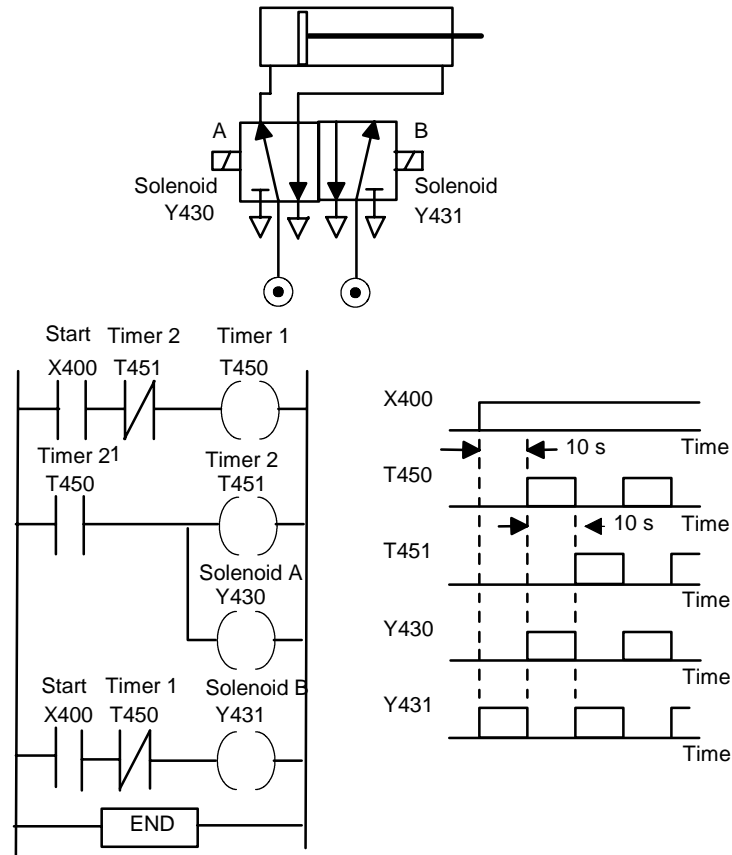 A
B
Solenoid
Y430
Solenoid
Y431
Start Timer 2 Timer 1
X400 T451 T450
Timer 21
T450
Timer 2
T451
Solenoid A
Y430
Start Timer 1 Solenoid B
X400 T450 Y431
END
X400
Time
10 s
T450
Time
10 s
T451
Time
Y430
Time
Y431
Time